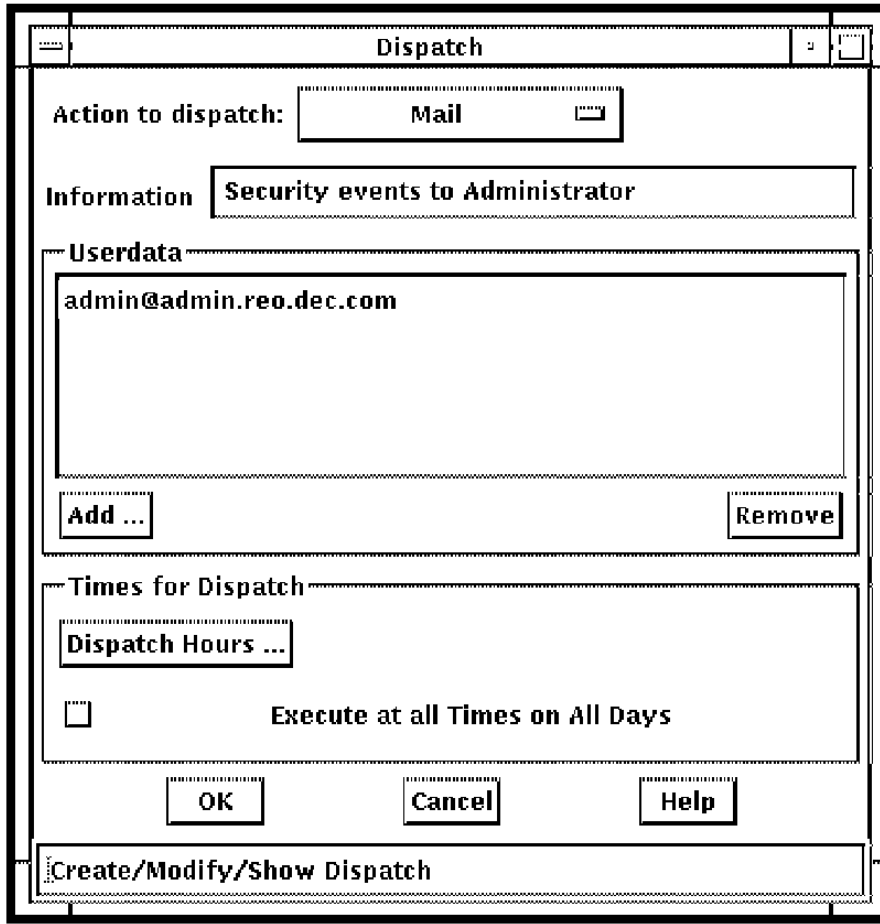 Dispatch
Action to dispatch: Mail
Information Security events to Administrator
Userdata
admin@admin.reo.dec.com
Add ... Remove
Times for Dispatch
Dispatch Hours ...
Execute at all Times on All Days
OK Cancel Help
Create/Modify/Show Dispatch